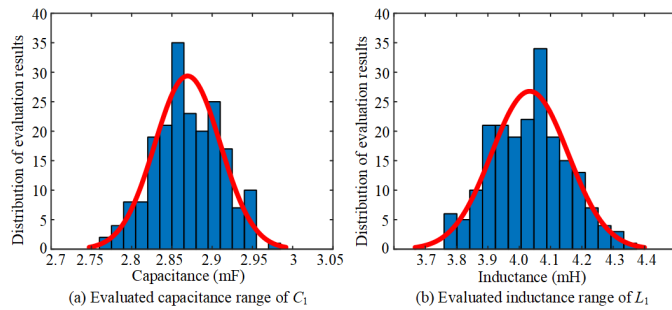 Distribution of evaluation results
40
35
30
25
20
15
10
5
0
2.7 2.75 2.8 2.85 2.9 2.95 3 3.05
Capacitance (mF)
(a) Evaluated capacitance range of C1
Distribution of evaluation results
40
35
30
25
20
15
10
5
0
3.7 3.8 3.9 4.0 4.1 4.2 4.3 4.4
Inductance (mH)
(b) Evaluated inductance range of L1